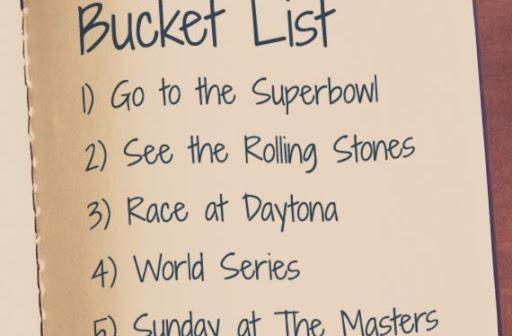 Bucket List
1) Go to the Superbowl
2) See the Rolling Stones
3) Race at Daytona
4) World Series
5) Sunday at The Masters